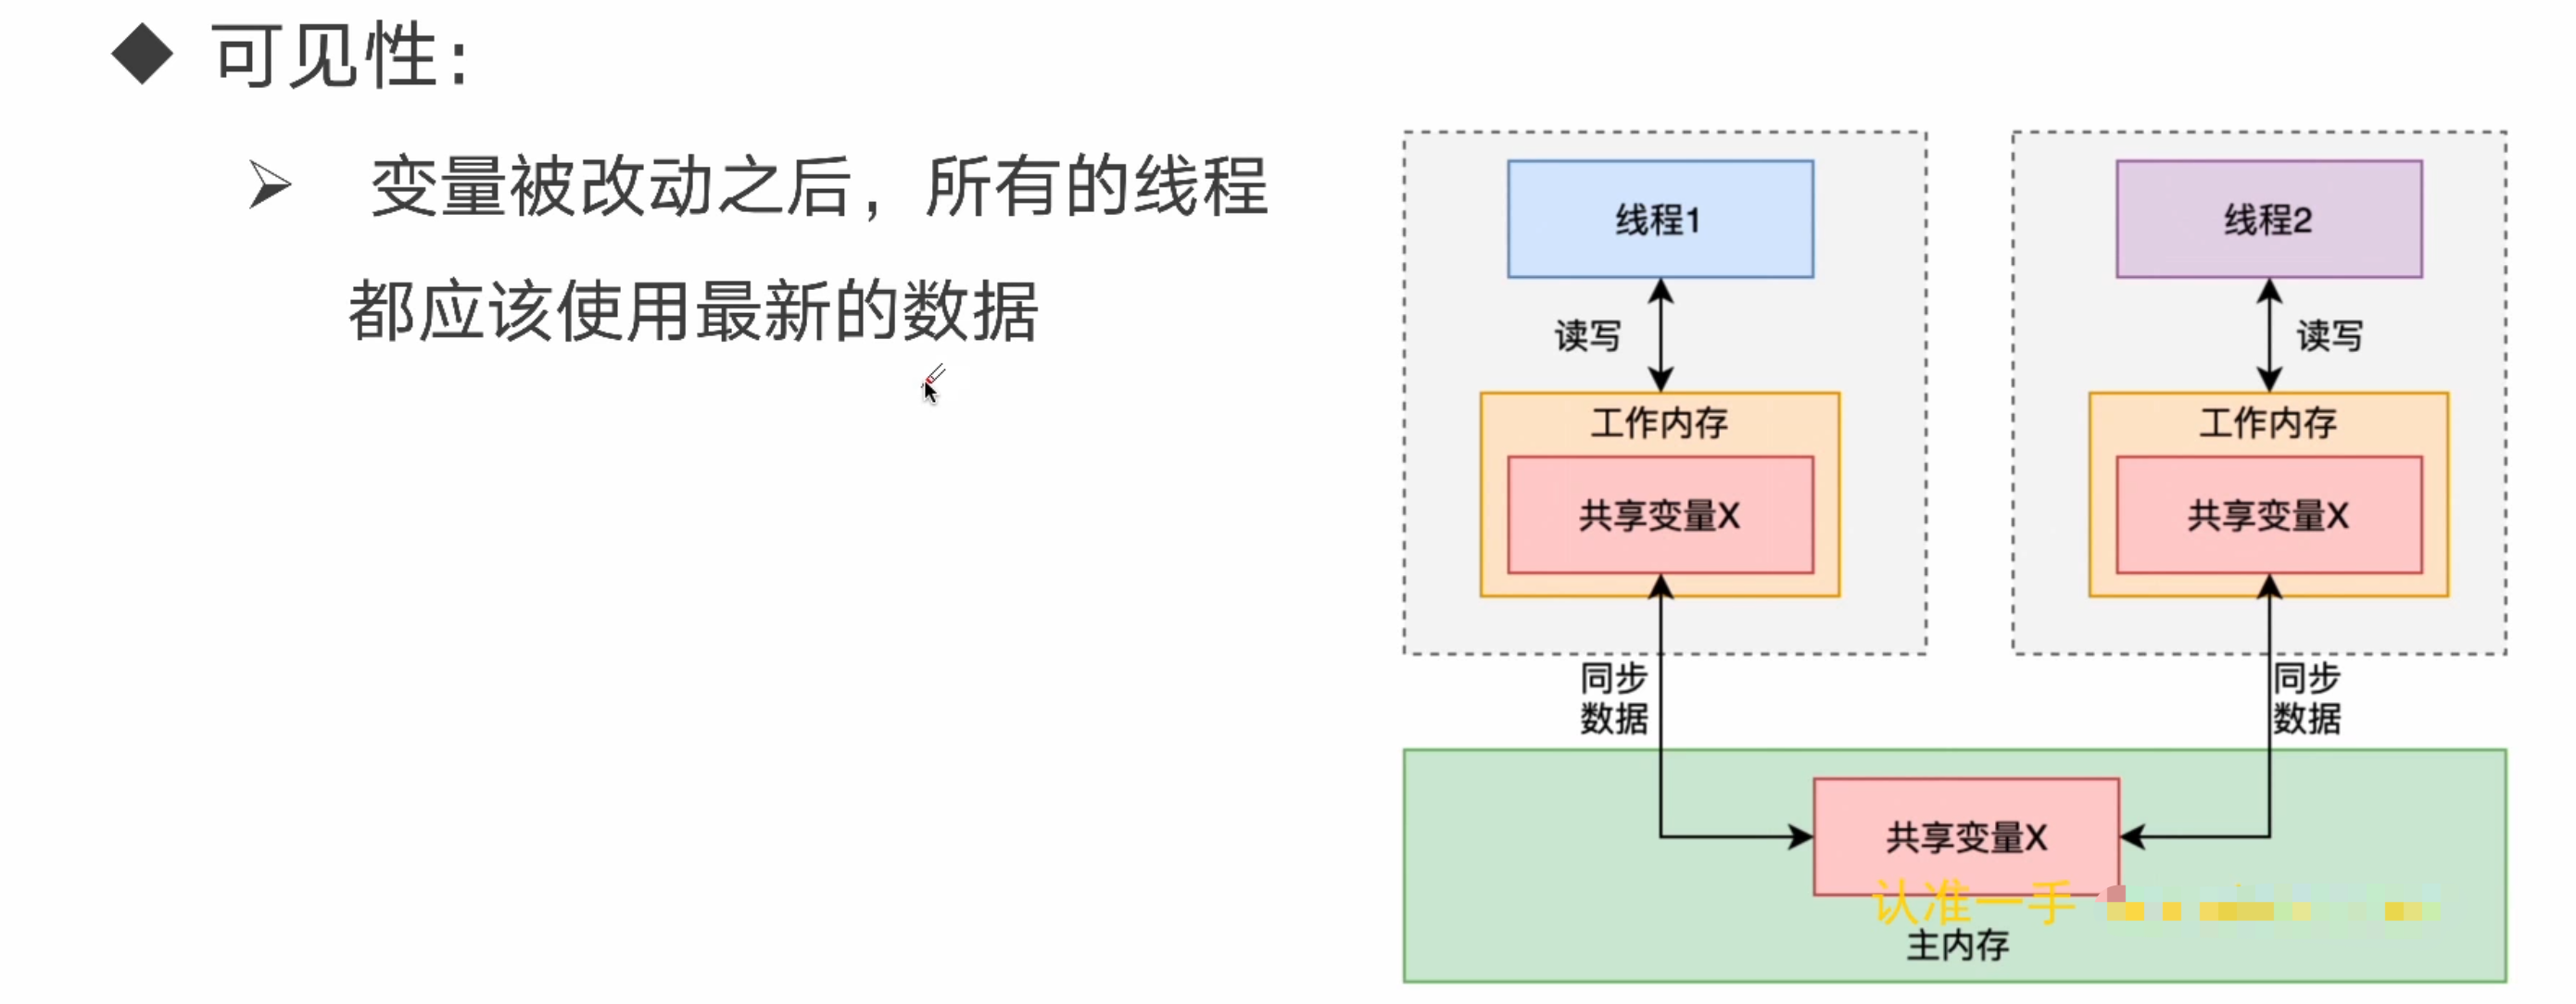 可见性：
变量被改动之后，所有的线程
都应该使用最新的数据
线程1
线程2
读写
读写
工作内存
工作内存
共享变量X
共享变量X
同步
数据
同步
数据
共享变量X
认准一手
主内存